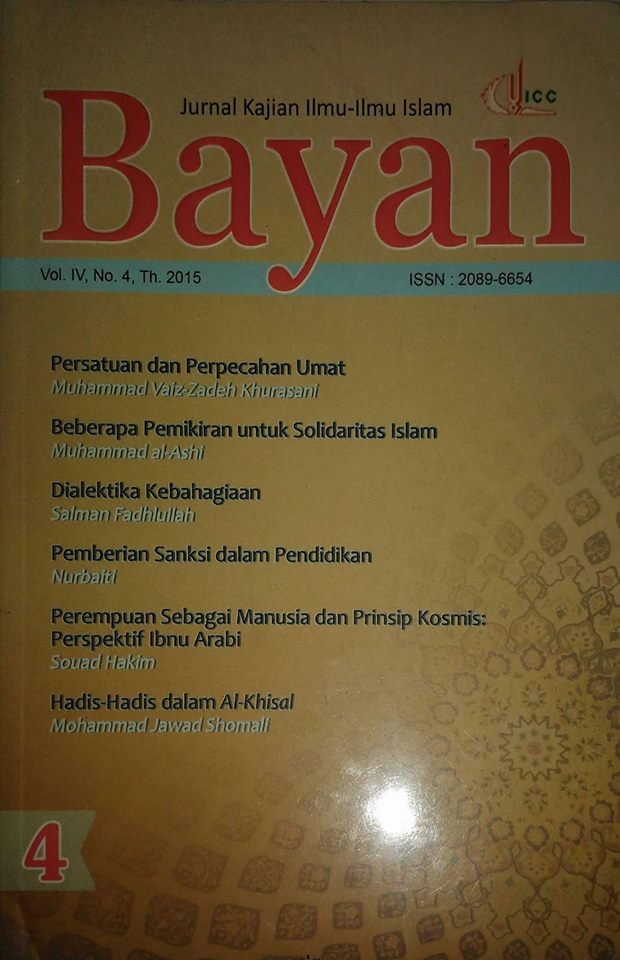 ICC
Jurnal Kajian Ilmu-Ilmu Islam
Bayan
Vol. IV, No. 4, Th. 2015
ISSN : 2089-6654
Persatuan dan Perpecahan Umat
Muhammad Vaiz-Zadeh Khurasani
Beberapa Pemikiran untuk Solidaritas Islam
Muhammad al-Ashi
Dialektika Kebahagiaan
Salman Fadhlullah
Pemberian Sanksi dalam Pendidikan
Nurbaiti
Perempuan Sebagai Manusia dan Prinsip Kosmis:
Perspektif Ibnu Arabi
Souad Hakim
Hadis-Hadis dalam Al-Khisal
Mohammad Jawad Shomali
4